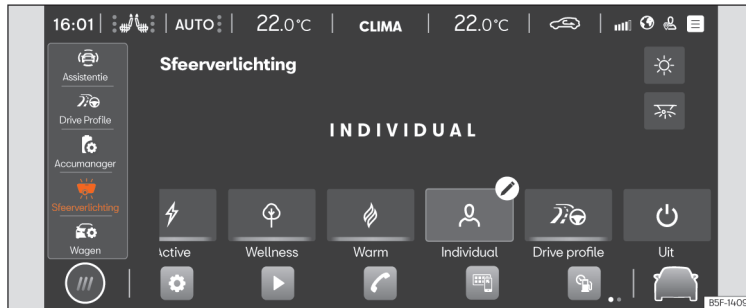 16:01 AUTO 22.0°C CLIMA 22.0°C
Assistentie
Drive Profile
Accumanager
Sfeerverlichting
Wagen
Sfeerverlichting
INDIVIDUAL
Active Wellness Warm Individual Drive profile Uit
B5F-1409